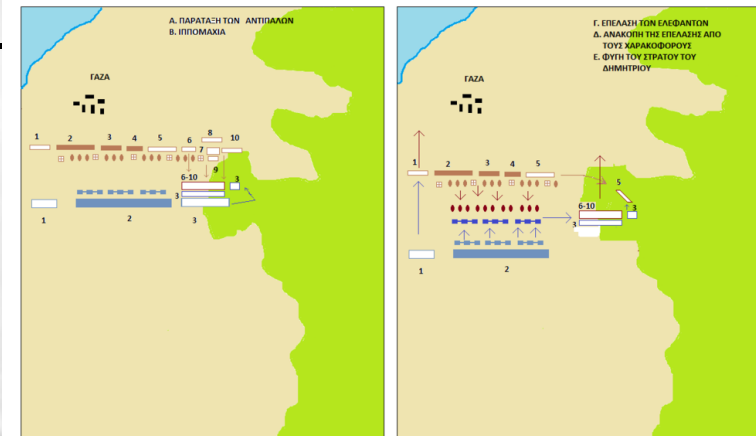 Α. ΠΑΡΑΤΑΞΗ ΤΩΝ ΑΝΤΙΠΑΛΩΝ
Β. ΙΠΠΟΜΑΧΙΑ
ΓΑΖΑ
8
1 2 3 4 5 6 7 10
9
6-10
3 3
1 2 3
Γ. ΕΠΕΛΑΣΗ ΤΩΝ ΕΛΕΦΑΝΤΩΝ
Δ. ΑΝΑΚΟΠΗ ΤΗΣ ΕΠΕΛΑΣΗΣ ΑΠΟ
ΤΟΥΣ ΧΑΡΑΚΟΦΟΡΟΥΣ
Ε. ΦΥΓΗ ΤΟΥ ΣΤΡΑΤΟΥ ΤΟΥ
ΔΗΜΗΤΡΙΟΥ
ΓΑΖΑ
1 2 3 4 5
5
6-10 3
3
1 2